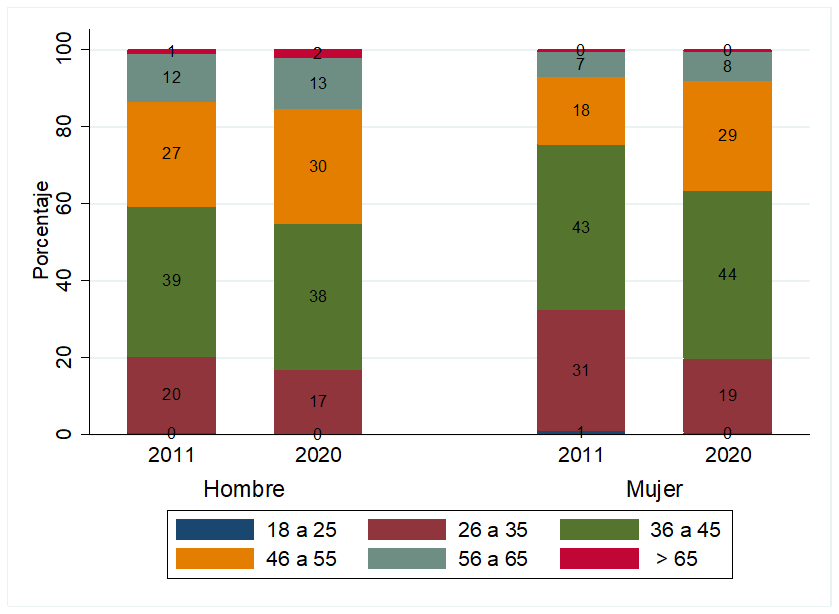 Porcentaje
100
80
60
40
20
0
1 2 0 0
12 13 7 8
27 30 18 29
39 38 43 44
20 17 31 19
0 0 1 0
2011 2020 2011 2020
Hombre Mujer
18 a 25 26 a 35 36 a 45
46 a 55 56 a 65 > 65